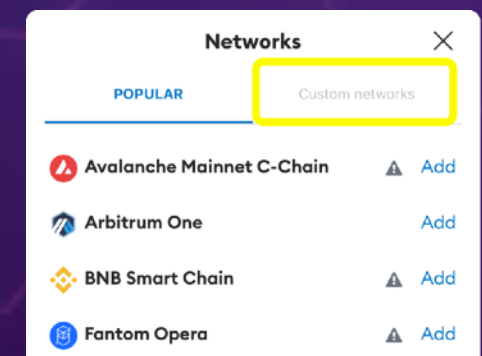 Networks
POPULAR Custom networks
Avalanche Mainnet C-Chain Add
Arbitrum One Add
BNB Smart Chain Add
Fantom Opera Add